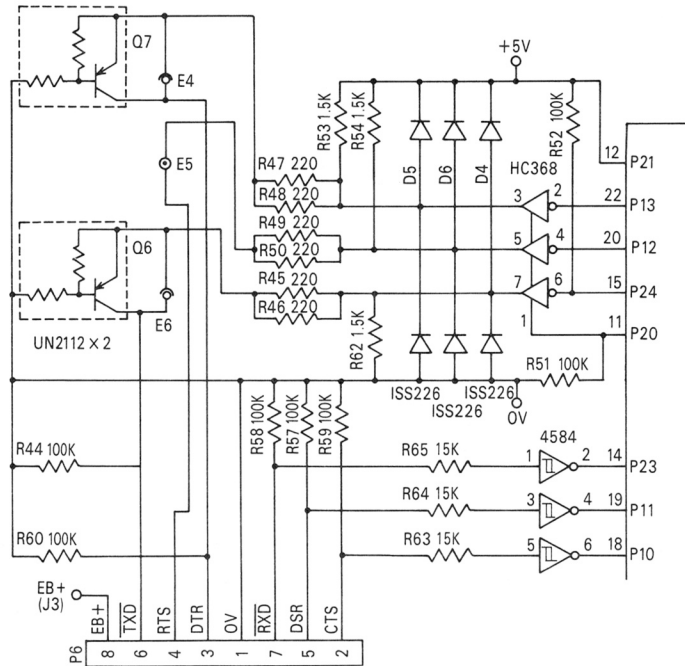 Q7
E4
+5V
R53 1.5K
R54 1.5K
R52 100K
12
P21
E5
R47 220
D5
D6
D4
HC368
R48
220
3
2
22
P13
R49
220
R50 220
5
4
20
P12
Q6
R45
220
7
6
15
P24
R46 220
E6
R62 1.5K
1
11
P20
UN2112 × 2
R51 100K
ISS226
ISS226
ISS226
0V
R58 100K
R57 100K
R59 100K
4584
R44 100K
R65 15K
1
2
14
P23
R64 15K
3
4
19
P11
R60 100K
R63 15K
5
6
18
P10
EB+
(J3)
EB+
TXD
RTS
DTR
0V
RXD
DSR
CTS
P6
8
6
4
3
1
7
5
2